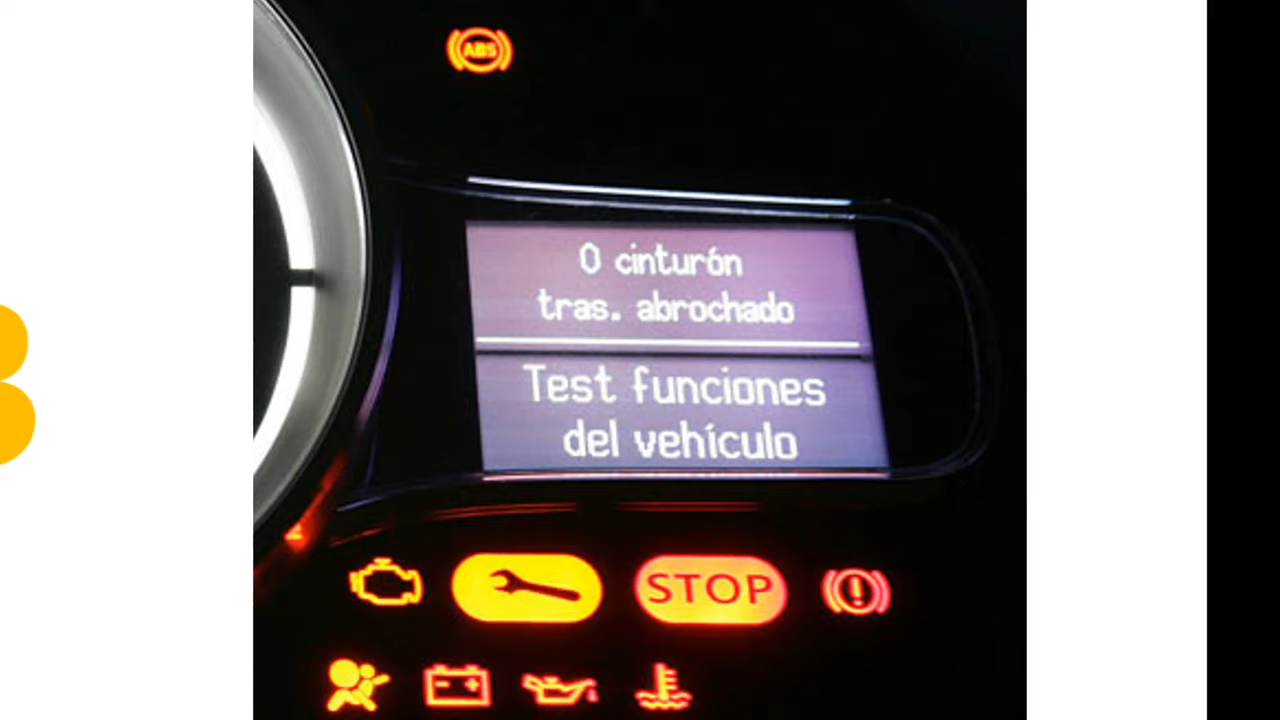 ABS
0 cinturón
tras. abrochado
Test funciones
del vehículo
STOP